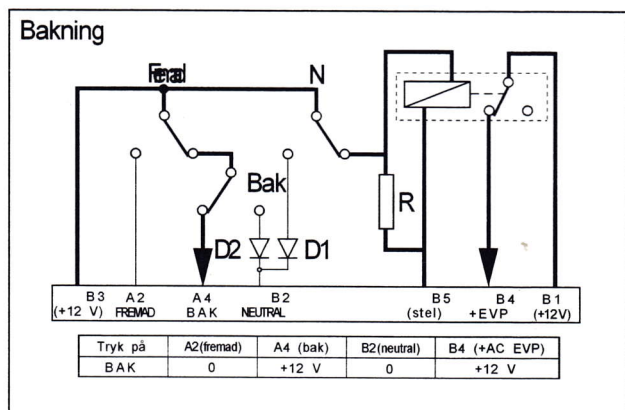 Bakning
Fremad
N
Bak
R
D2 D1
B3 A2 A4 B2 B5 B4 B1
(+12 V) FREMAD BAK NEUTRAL (stel) +EVP (+12V)
Tryk på A2(fremad) A4 (bak) B2(neutral) B4 (+AC EVP)
BAK 0 +12 V 0 +12 V